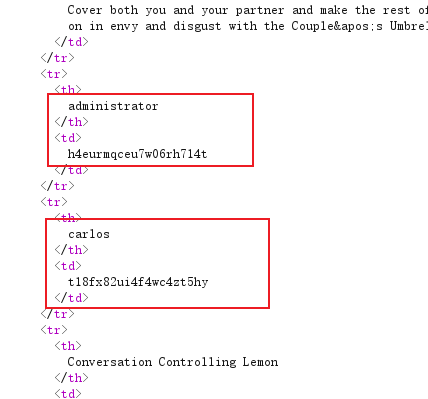 Cover both you and your partner and make the rest of
on in envy and disgust with the Couple&apos;s Umbrel
</td>
</tr>
<tr>
<th>
administrator
</th>
<td>
h4eurmqceu7w06rh714t
</td>
</tr>
<tr>
<th>
carlos
</th>
<td>
t18fx82ui4f4wc4zt5hy
</td>
</tr>
<tr>
<th>
Conversation Controlling Lemon
</th>
<td>